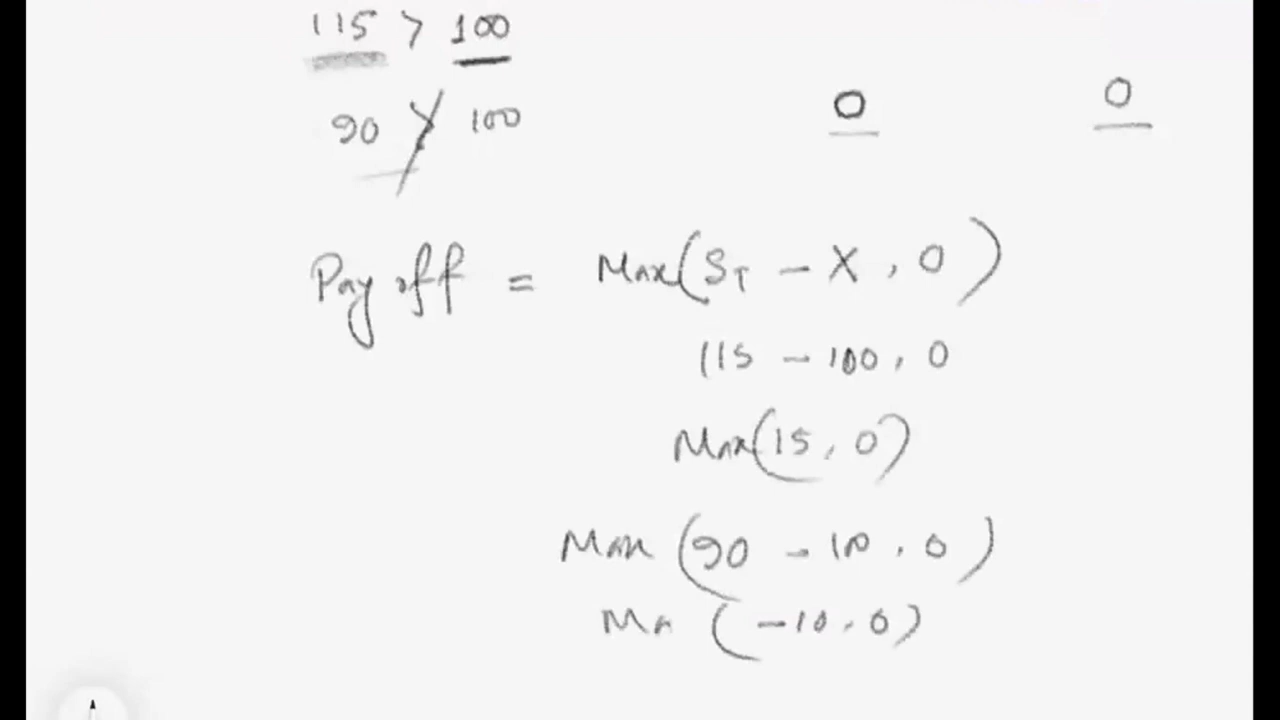 115 > 100
90 > 100
0 0
Pay off = Max(ST - X, 0)
115 - 100, 0
Max(15, 0)
Max (90 - 100, 0)
Ma (-10, 0)